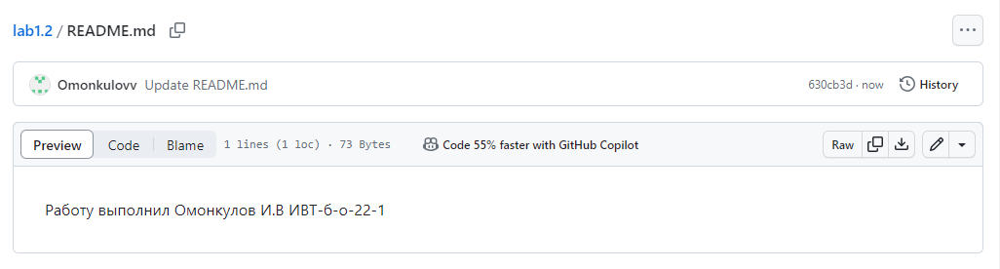 lab1.2 / README.md
Omonkulovv Update README.md 630cb3d · now History
Preview Code Blame 1 lines (1 loc) · 73 Bytes Code 55% faster with GitHub Copilot Raw
Работу выполнил Омонкулов И.В ИВТ-б-о-22-1